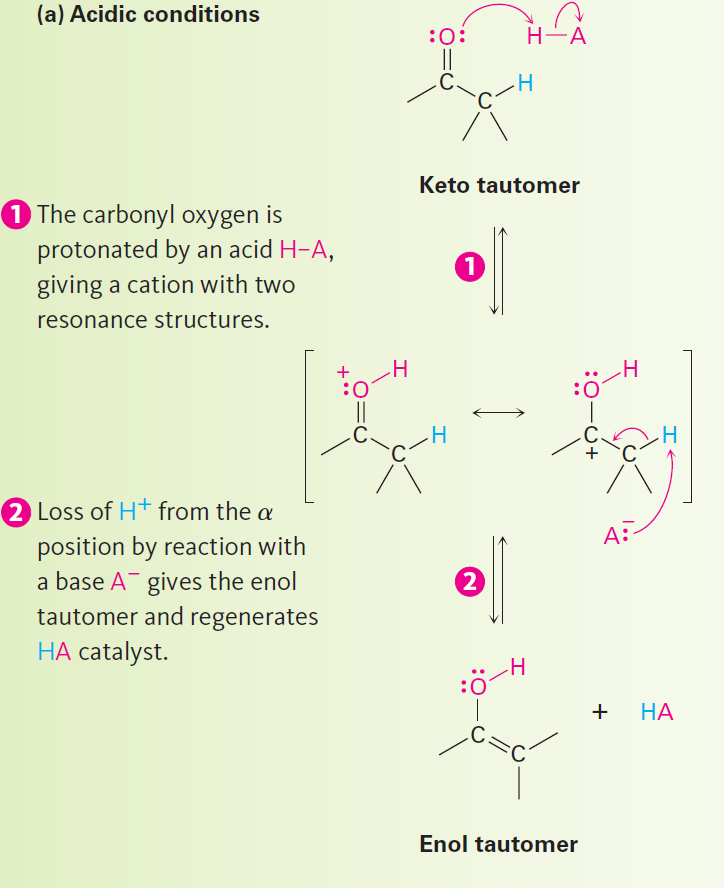 (a) Acidic conditions
:O: H—A
C H
C
Keto tautomer
1 The carbonyl oxygen is
protonated by an acid H–A,
giving a cation with two
resonance structures.
1
+ :O H
C H
C
:Ö H
C H
+ C
A:⁻
2 Loss of H⁺ from the α
position by reaction with
a base A⁻ gives the enol
tautomer and regenerates
HA catalyst.
2
:Ö H
C
C
+ HA
Enol tautomer